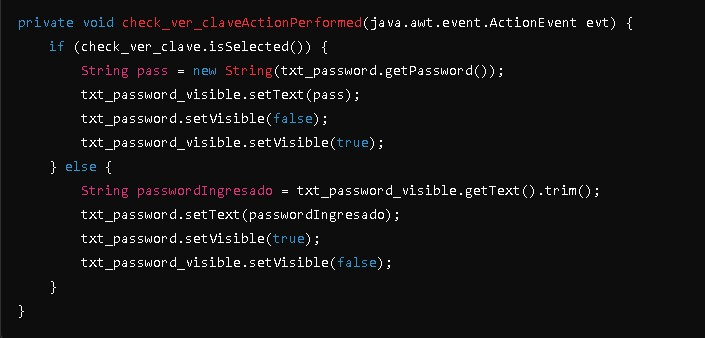 private void check_ver_claveActionPerformed(java.awt.event.ActionEvent evt) {
    if (check_ver_clave.isSelected()) {
        String pass = new String(txt_password.getPassword());
        txt_password_visible.setText(pass);
        txt_password.setVisible(false);
        txt_password_visible.setVisible(true);
    } else {
        String passwordIngresado = txt_password_visible.getText().trim();
        txt_password.setText(passwordIngresado);
        txt_password.setVisible(true);
        txt_password_visible.setVisible(false);
    }
}